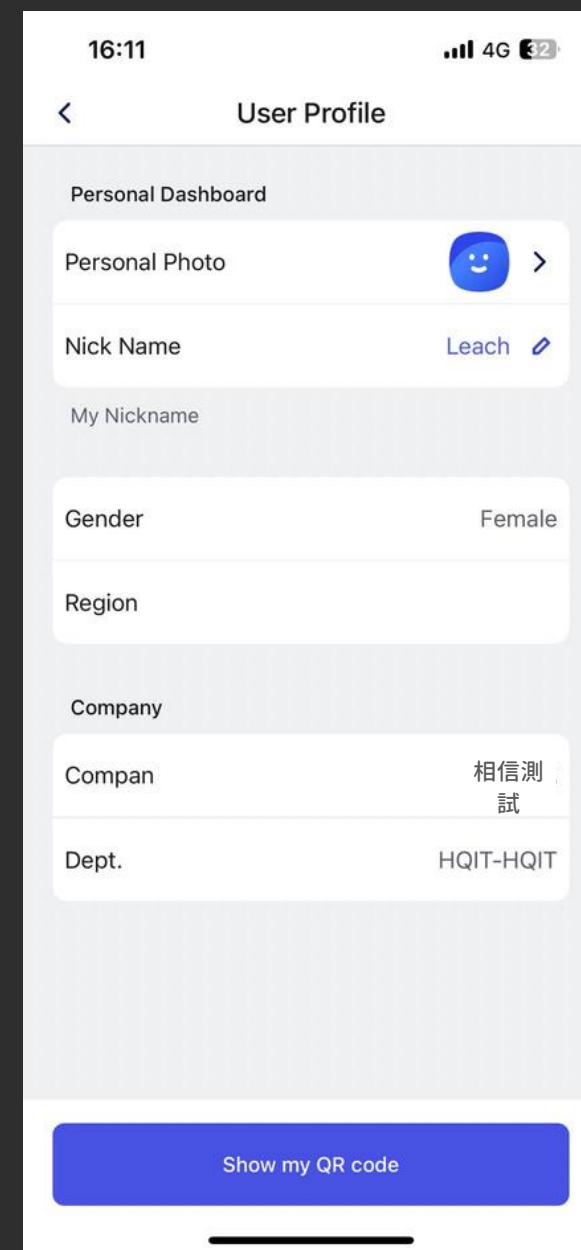 16:11 4G 32
User Profile
Personal Dashboard
Personal Photo
Nick Name Leach
My Nickname
Gender Female
Region
Company
Compan 相信測
試
Dept. HQIT-HQIT
Show my QR code